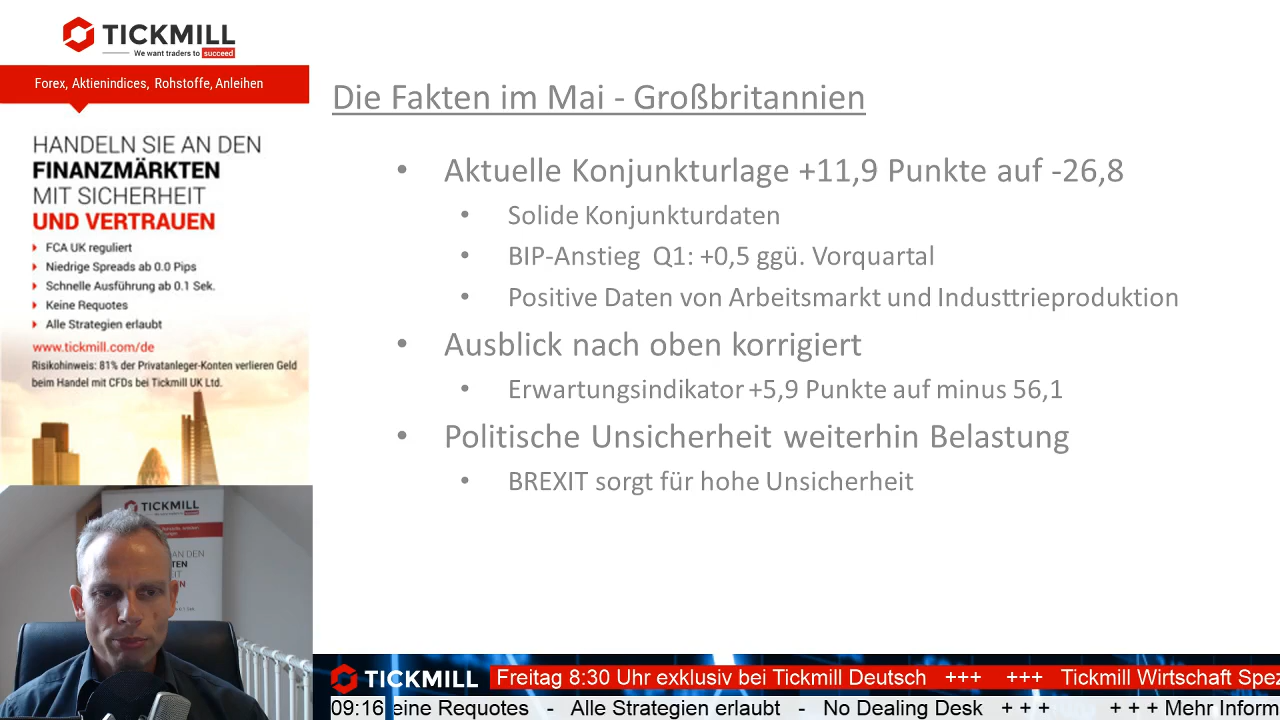 TICKMILL
We want traders to succeed
Forex, Aktienindices, Rohstoffe, Anleihen
HANDELN SIE AN DEN
FINANZMÄRKTEN
MIT SICHERHEIT
UND VERTRAUEN
FCA UK reguliert
Niedrige Spreads ab 0.0 Pips
Schnelle Ausführung ab 0.1 Sek.
Keine Requotes
Alle Strategien erlaubt
www.tickmill.com/de
Risikohinweis: 81% der Privatanleger-Konten verlieren Geld
beim Handel mit CFDs bei Tickmill UK Ltd.
Die Fakten im Mai - Großbritannien
• Aktuelle Konjunkturlage +11,9 Punkte auf -26,8
• Solide Konjunkturdaten
• BIP-Anstieg Q1: +0,5 ggü. Vorquartal
• Positive Daten von Arbeitsmarkt und Industtrieproduktion
• Ausblick nach oben korrigiert
• Erwartungsindikator +5,9 Punkte auf minus 56,1
• Politische Unsicherheit weiterhin Belastung
• BREXIT sorgt für hohe Unsicherheit
TICKMILL
AN DEN
TEN
EIT
EN
TICKMILL Freitag 8:30 Uhr exklusiv bei Tickmill Deutsch +++ +++ Tickmill Wirtschaft Spez
09:16 eine Requotes - Alle Strategien erlaubt - No Dealing Desk + + + + + + Mehr Inform